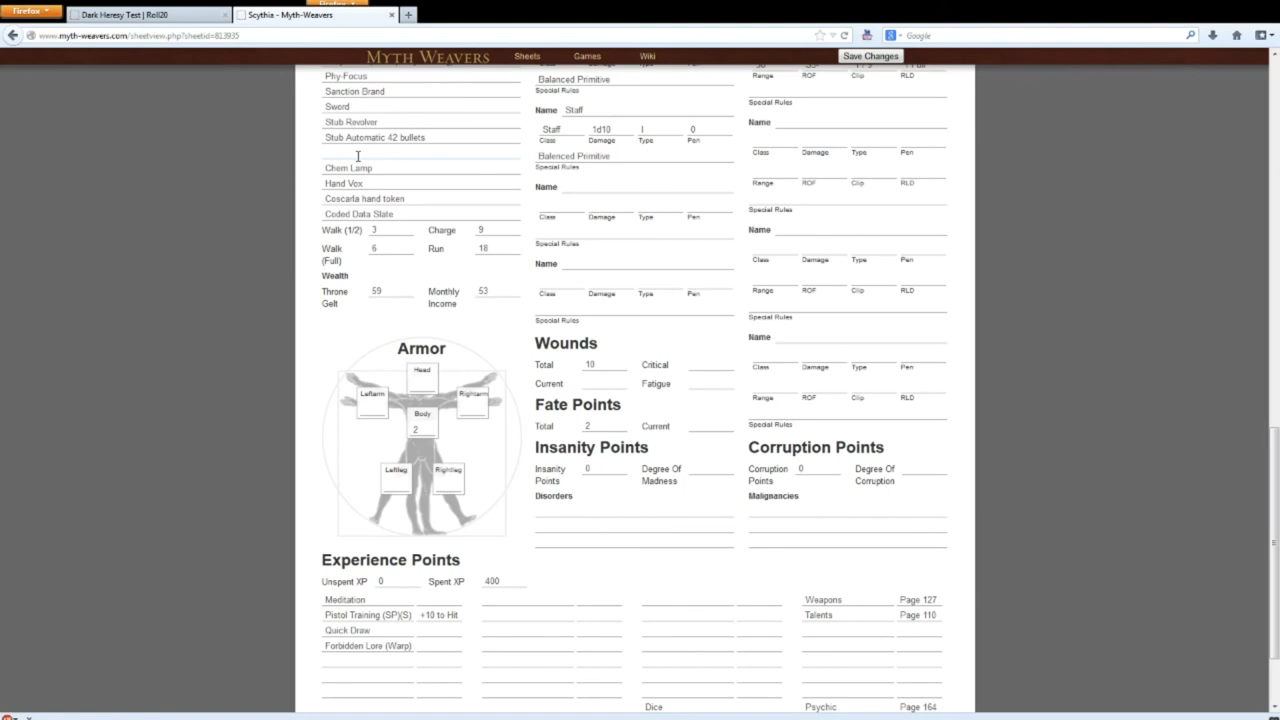 Firefox
Firefox
Dark Heresy Test | Roll20
Scythia - Myth-Weavers
www.myth-weavers.com/sheetview.php?sheetid=813935
Google
MYTH WEAVERS
Sheets
Games
Wiki
Save Changes
Phy-Focus
Sanction Brand
Sword
Stub Revolver
Stub Automatic 42 bullets
Chem Lamp
Hand Vox
Coscarla hand token
Coded Data Slate
Walk (1/2) 3 Charge 9
Walk (Full) 6 Run 18
Wealth
Throne Gelt 59 Monthly Income 53
Armor
Head
Leftarm
Rightarm
Body
2
Leftleg
Rightleg
Balanced Primitive
Special Rules
Name Staff
Staff 1d10 I 0
Class Damage Type Pen
Balenced Primitive
Special Rules
Name
Class Damage Type Pen
Special Rules
Name
Class Damage Type Pen
Special Rules
Wounds
Total 10 Critical
Current Fatigue
Fate Points
Total 2 Current
Insanity Points
Insanity Points 0 Degree Of Madness
Disorders
Range ROF Clip RLD
Special Rules
Name
Class Damage Type Pen
Range ROF Clip RLD
Special Rules
Name
Class Damage Type Pen
Range ROF Clip RLD
Special Rules
Name
Class Damage Type Pen
Range ROF Clip RLD
Special Rules
Corruption Points
Corruption Points 0 Degree Of Corruption
Malignancies
Experience Points
Unspent XP 0 Spent XP 400
Meditation Weapons Page 127
Pistol Training (SP)(S) +10 to Hit Talents Page 110
Quick Draw
Forbidden Lore (Warp)
Dice Psychic Page 164